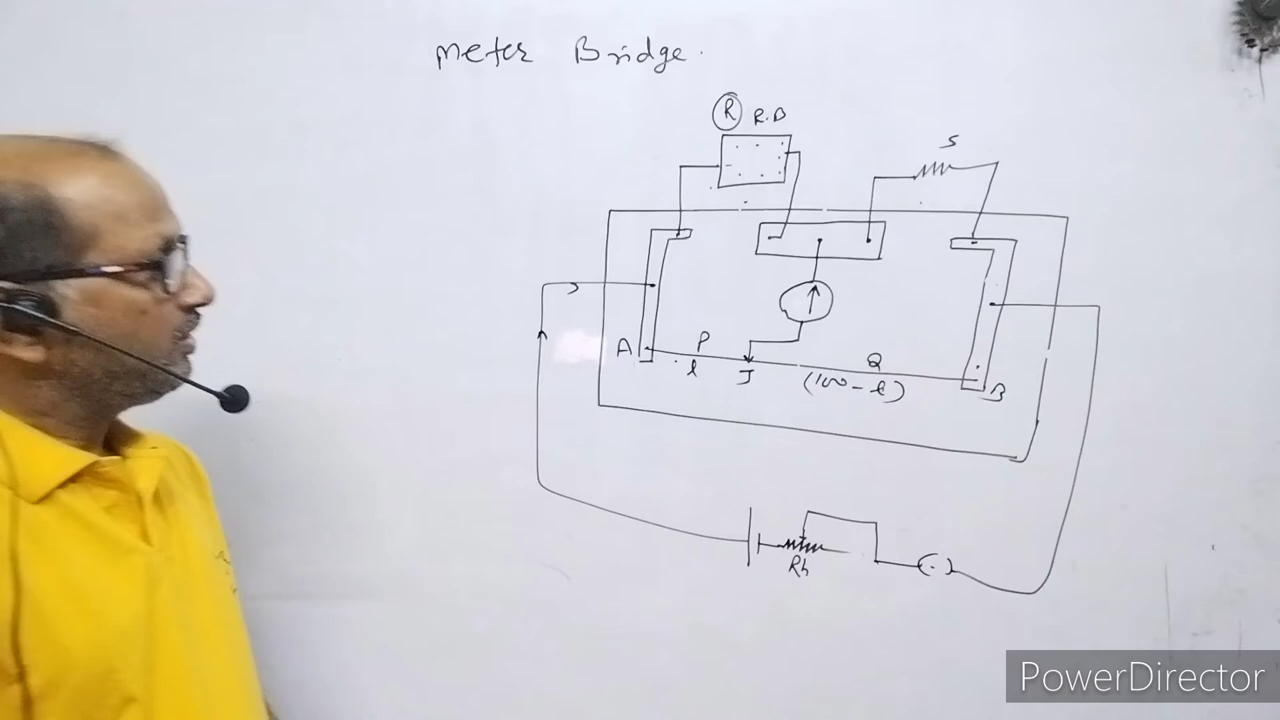 Meter Bridge.
R R.B
S
A P Q B
l J (100-l)
Rh
PowerDirector